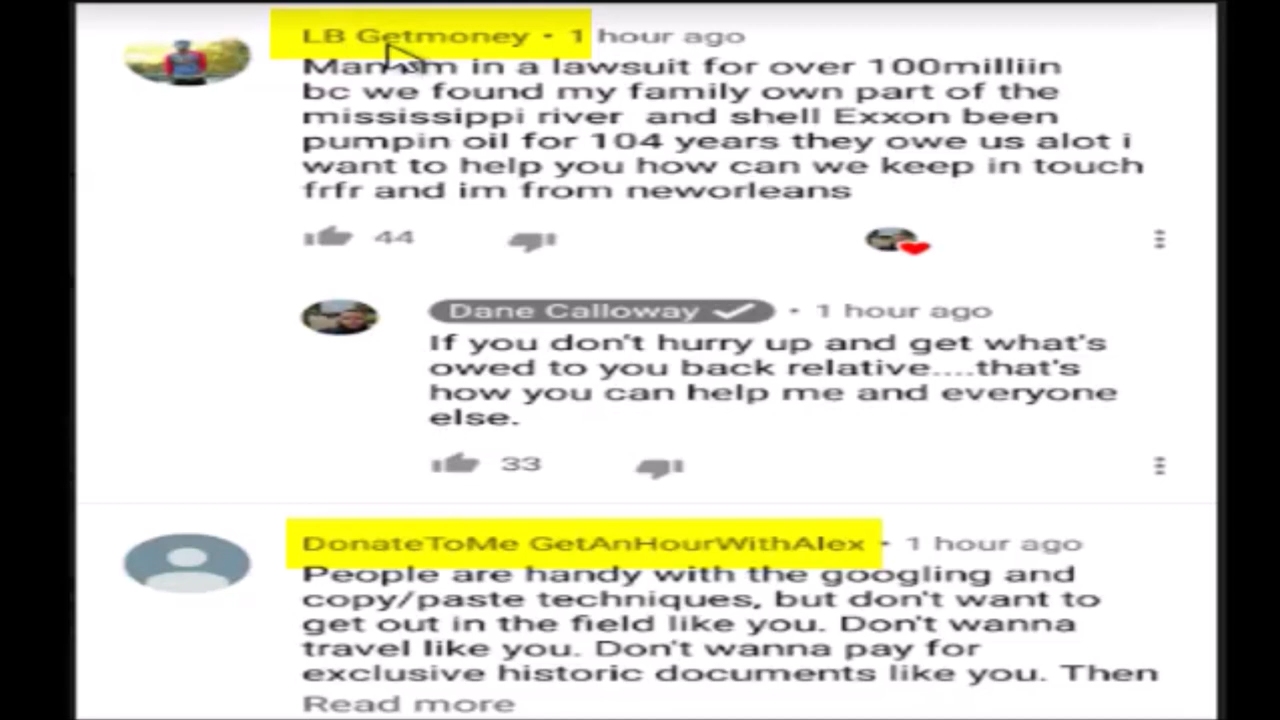 LB Getmoney • 1 hour ago
in a lawsuit for over 100milliin
bc we found my family own part of the
mississippi river and shell Exxon been
pumpin oil for 104 years they owe us alot i
want to help you how can we keep in touch
frfr and im from neworleans
44
Dane Calloway • 1 hour ago
If you don't hurry up and get what's
owed to you back relative....that's
how you can help me and everyone
else.
33
DonateToMe GetAnHourWithAlex • 1 hour ago
People are handy with the googling and
copy/paste techniques, but don't want to
get out in the field like you. Don't wanna
travel like you. Don't wanna pay for
exclusive historic documents like you. Then
Read more